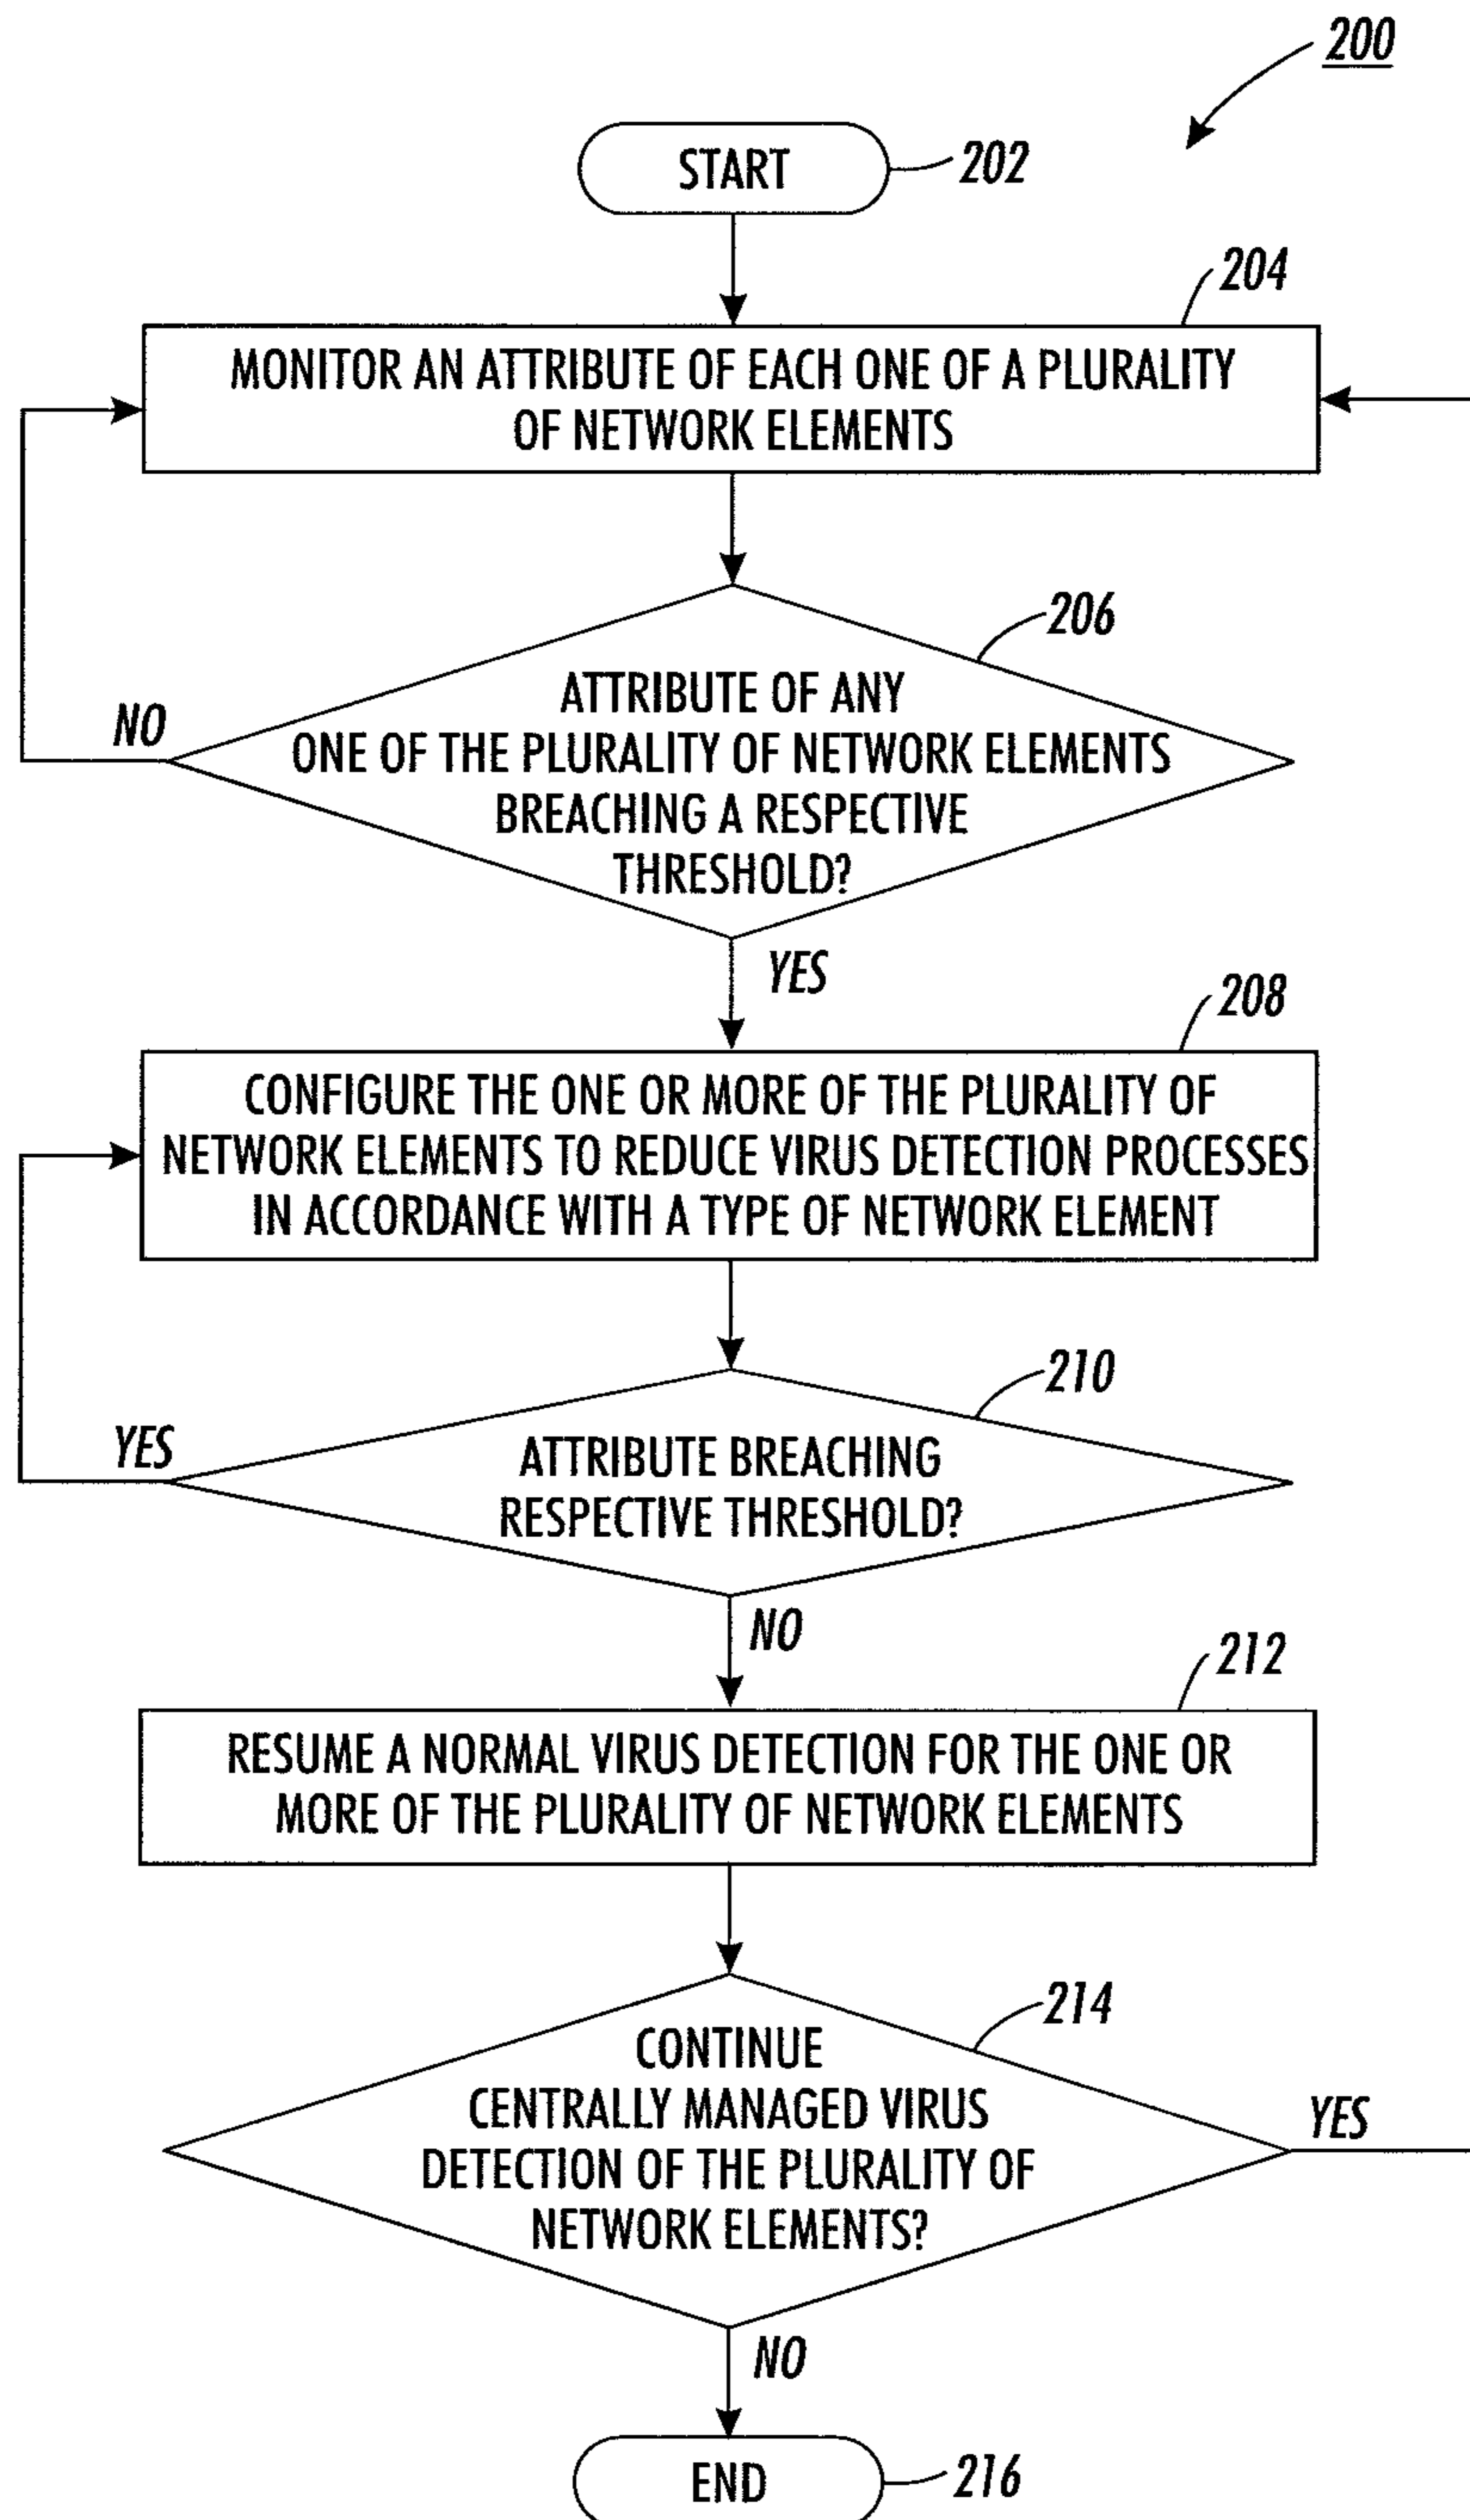 200
START
202
204
MONITOR AN ATTRIBUTE OF EACH ONE OF A PLURALITY
OF NETWORK ELEMENTS
206
ATTRIBUTE OF ANY
ONE OF THE PLURALITY OF NETWORK ELEMENTS
BREACHING A RESPECTIVE
THRESHOLD?
NO
YES
208
CONFIGURE THE ONE OR MORE OF THE PLURALITY OF
NETWORK ELEMENTS TO REDUCE VIRUS DETECTION PROCESSES
IN ACCORDANCE WITH A TYPE OF NETWORK ELEMENT
210
YES
ATTRIBUTE BREACHING
RESPECTIVE THRESHOLD?
NO
212
RESUME A NORMAL VIRUS DETECTION FOR THE ONE OR
MORE OF THE PLURALITY OF NETWORK ELEMENTS
214
CONTINUE
CENTRALLY MANAGED VIRUS
DETECTION OF THE PLURALITY OF
NETWORK ELEMENTS?
YES
NO
END
216